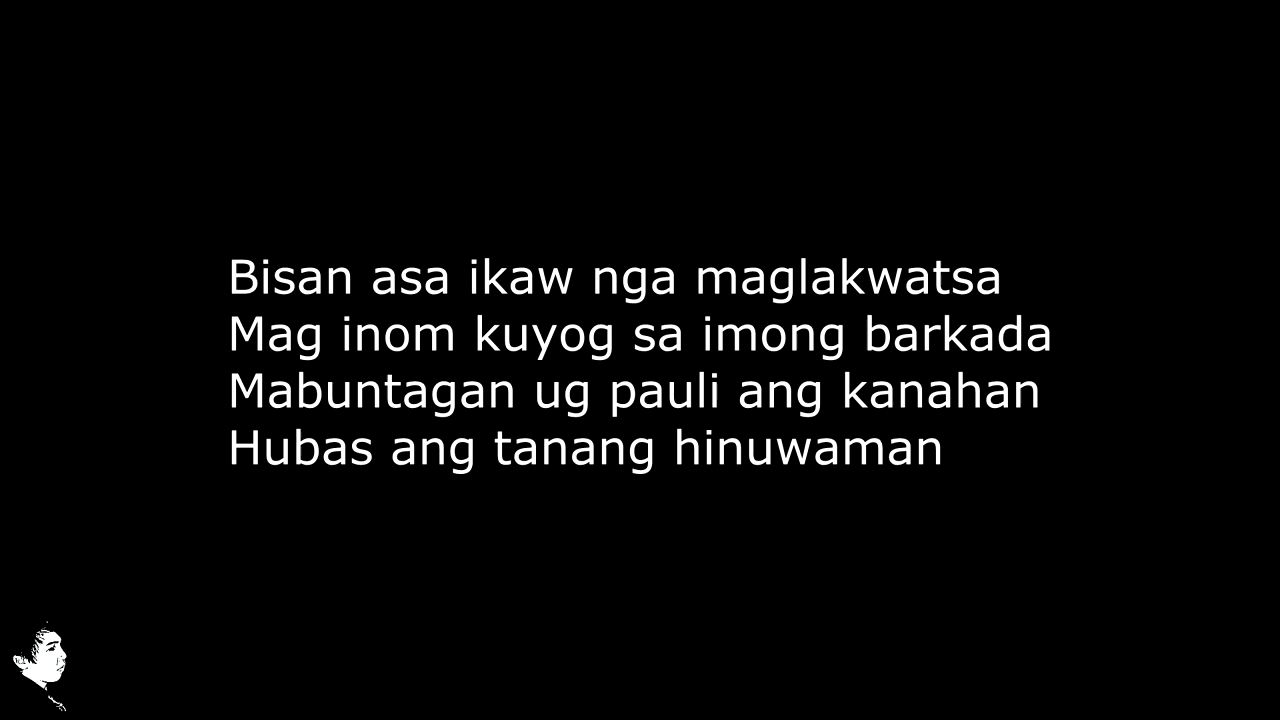 Bisan asa ikaw nga maglakwatsa
Mag inom kuyog sa imong barkada
Mabuntagan ug pauli ang kanahan
Hubas ang tanang hinuwaman